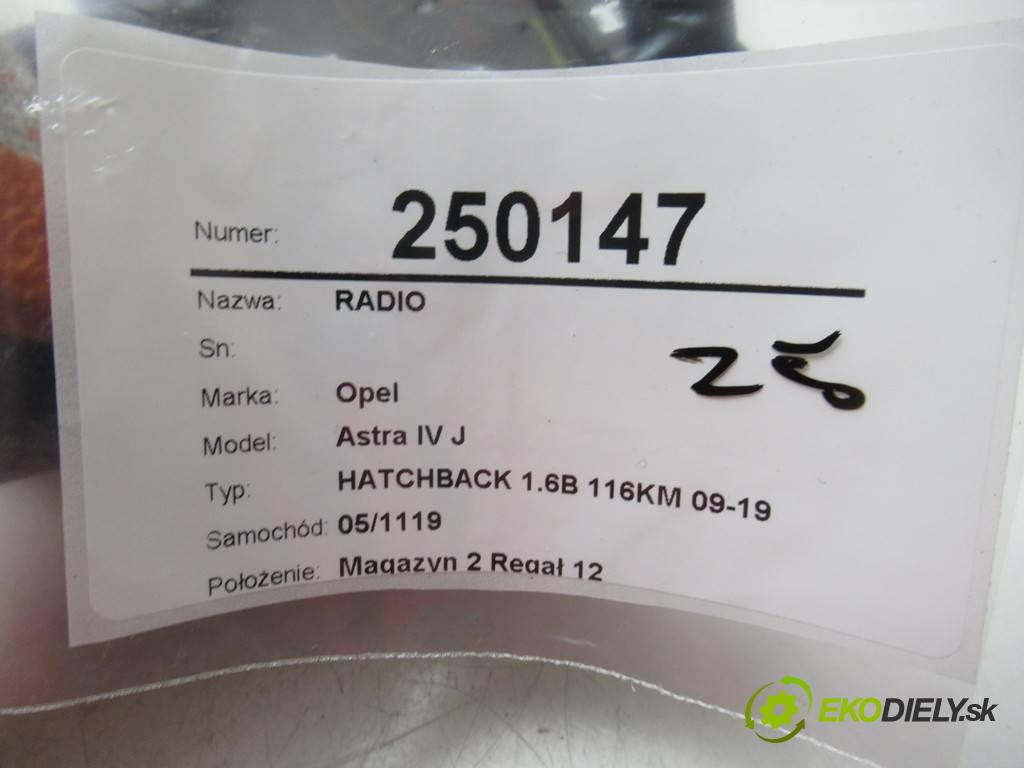 Numer: 250147
Nazwa: RADIO
Sn:
Marka: Opel
Model: Astra IV J
Typ: HATCHBACK 1.6B 116KM 09-19
Samochód: 05/1119
Położenie: Magazyn 2 Regał 12
EKODIELY.sk